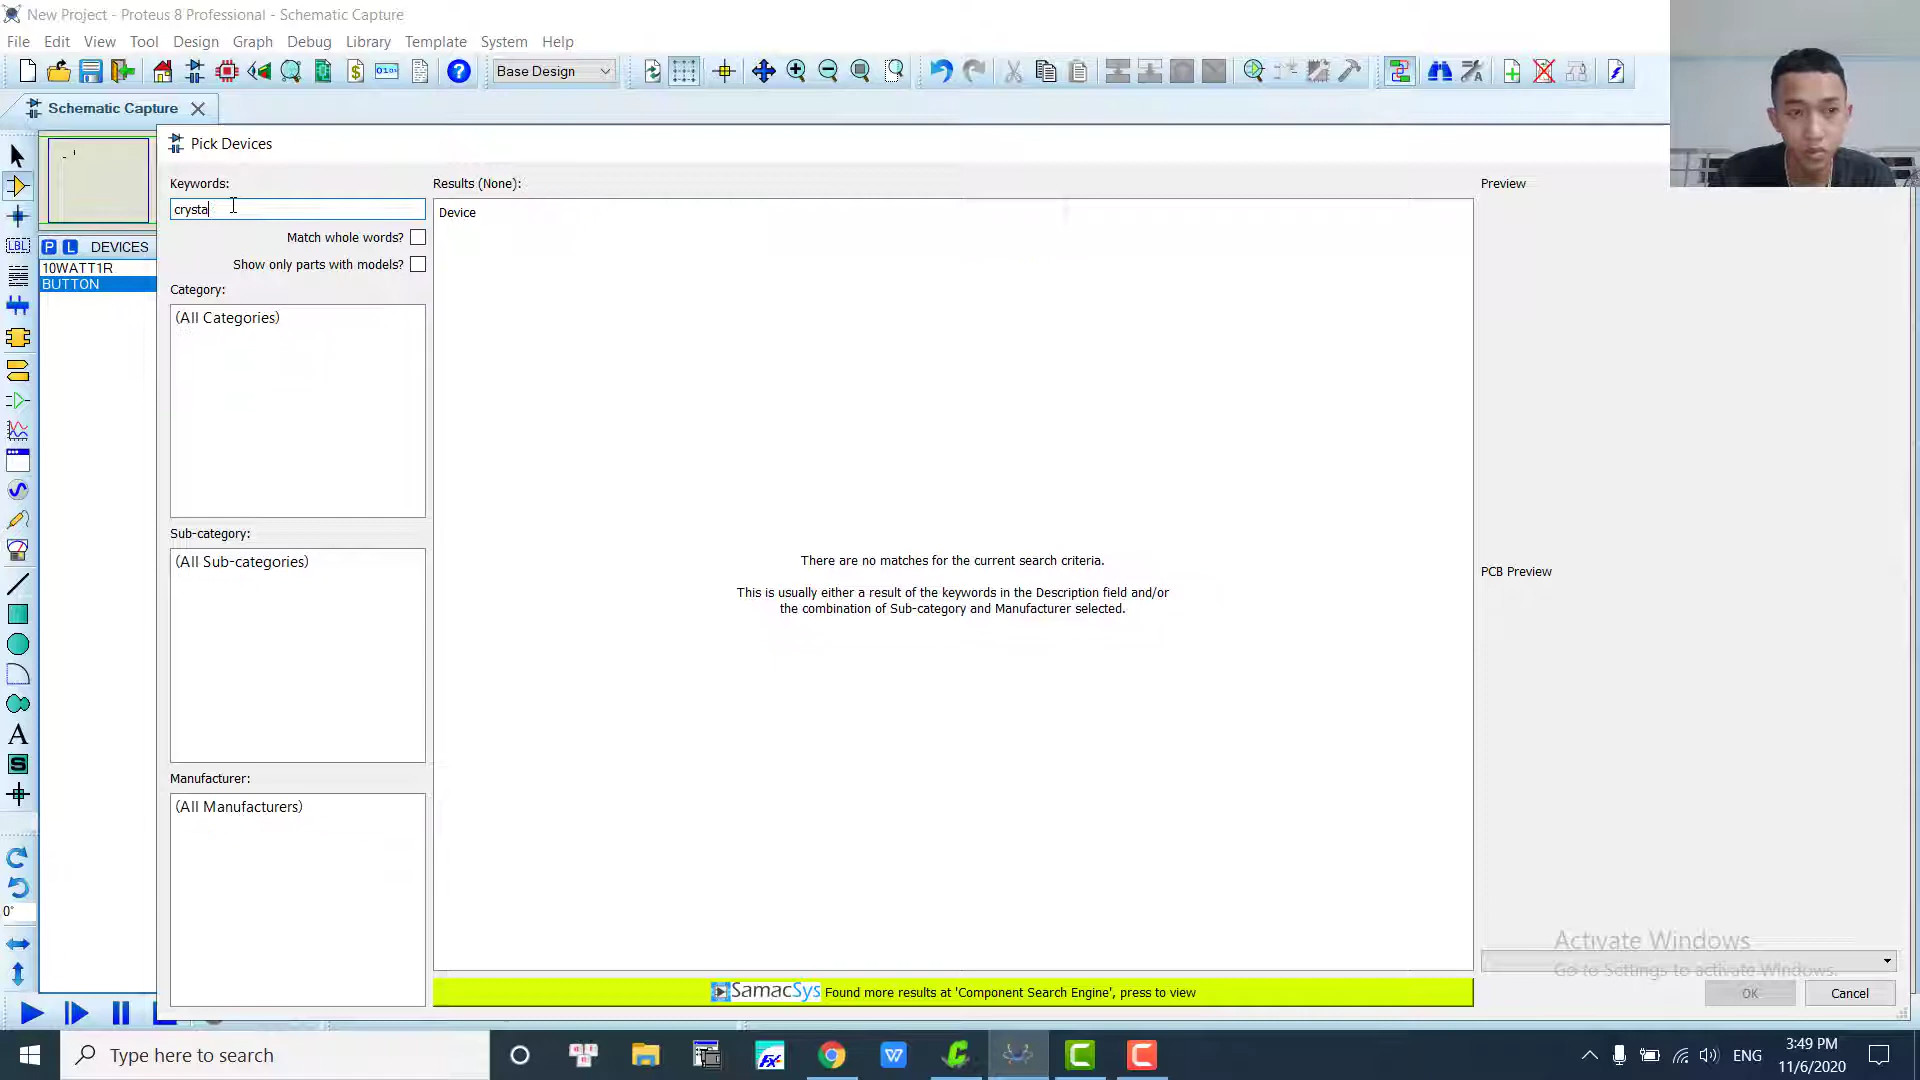 New Project - Proteus 8 Professional - Schematic Capture
File Edit View Tool Design Graph Debug Library Template System Help
Base Design
Schematic Capture
Pick Devices
Keywords:
Results (None):
Preview
crysta
Device
Match whole words?
P L DEVICES
Show only parts with models?
10WATT1R
BUTTON
Category:
(All Categories)
LBL
Sub-category:
(All Sub-categories)
There are no matches for the current search criteria.
This is usually either a result of the keywords in the Description field and/or
the combination of Sub-category and Manufacturer selected.
PCB Preview
A
S
Manufacturer:
(All Manufacturers)
0°
Activate Windows
Go to Settings to activate Windows.
SamacSys Found more results at 'Component Search Engine', press to view
OK Cancel
Type here to search
ENG
3:49 PM
11/6/2020